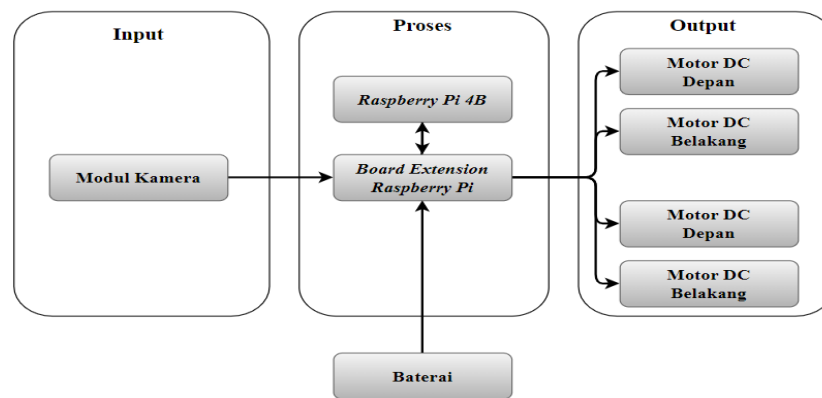 Input
Proses
Output
Modul Kamera
Raspberry Pi 4B
Board Extension
Raspberry Pi
Baterai
Motor DC
Depan
Motor DC
Belakang
Motor DC
Depan
Motor DC
Belakang